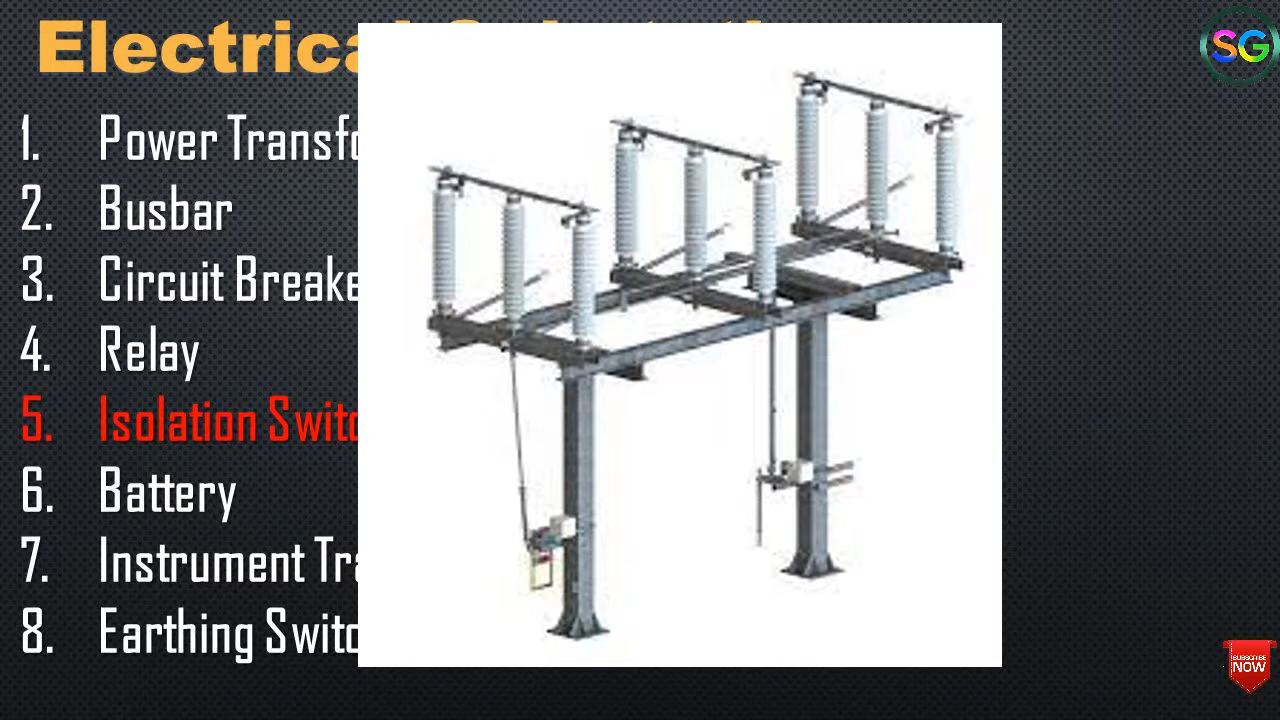 Electrica
SG
1. Power Transfo
2. Busbar
3. Circuit Breake
4. Relay
5. Isolation Switc
6. Battery
7. Instrument Tra
8. Earthing Switc
SUBSCRIBE
NOW